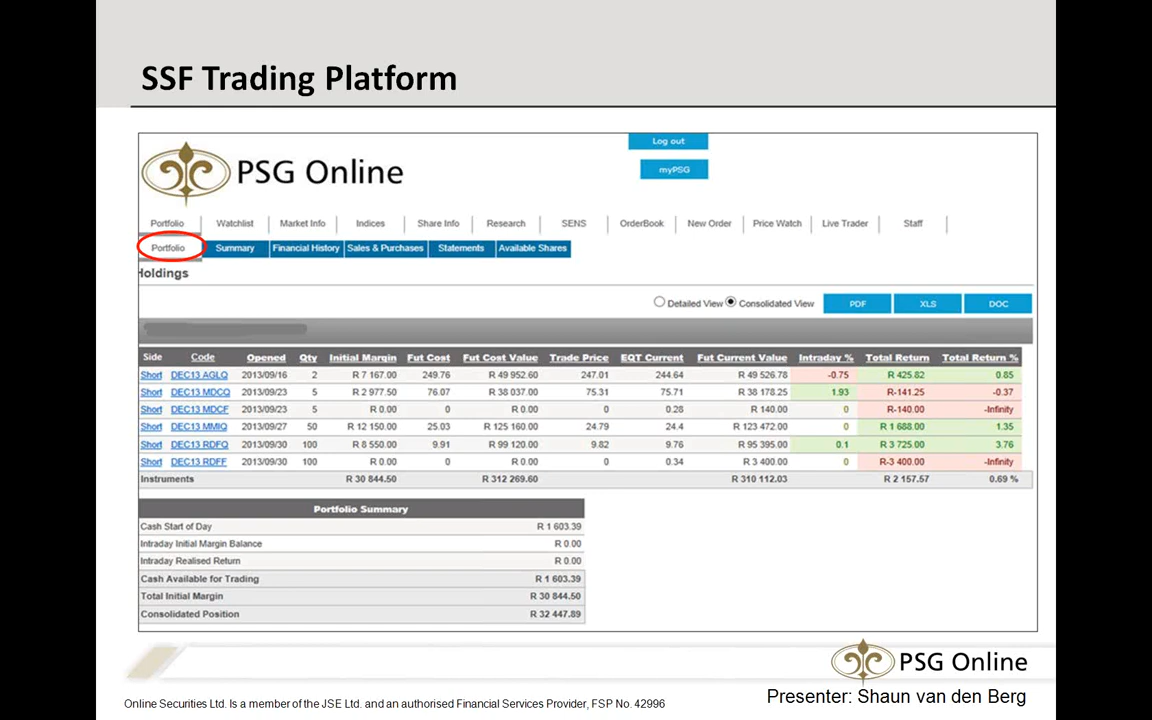 SSF Trading Platform
PSG Online
Log out
myPSG
Portfolio Watchlist Market Info Indices Share Info Research SENS OrderBook New Order Price Watch Live Trader Staff
Portfolio Summary Financial History Sales & Purchases Statements Available Shares
Holdings
Detailed View Consolidated View PDF XLS DOC
Side Code Opened Qty Initial Margin Fut Cost Fut Cost Value Trade Price EQT Current Fut Current Value Intraday % Total Return Total Return %
Short DEC13 AGLQ 2013/09/16 2 R 7 167.00 249.76 R 49 952.60 247.01 244.64 R 49 526.78 -0.75 R 425.82 0.85
Short DEC13 MDCQ 2013/09/23 5 R 2 977.50 76.07 R 38 037.00 75.31 75.71 R 38 178.25 1.93 R-141.25 -0.37
Short DEC13 MDCF 2013/09/23 5 R 0.00 0 R 0.00 0 0.28 R 140.00 0 R-140.00 -Infinity
Short DEC13 MMIQ 2013/09/27 50 R 12 150.00 25.03 R 125 160.00 24.79 24.4 R 123 472.00 0 R 1 688.00 1.35
Short DEC13 RDFQ 2013/09/30 100 R 8 550.00 9.91 R 99 120.00 9.82 9.76 R 95 395.00 0.1 R 3 725.00 3.76
Short DEC13 RDFF 2013/09/30 100 R 0.00 0 R 0.00 0 0.34 R 3 400.00 0 R-3 400.00 -Infinity
Instruments R 30 844.50 R 312 269.60 R 310 112.03 R 2 157.57 0.69 %
Portfolio Summary
Cash Start of Day R 1 603.39
Intraday Initial Margin Balance R 0.00
Intraday Realised Return R 0.00
Cash Available for Trading R 1 603.39
Total Initial Margin R 30 844.50
Consolidated Position R 32 447.89
PSG Online
Presenter: Shaun van den Berg
Online Securities Ltd. Is a member of the JSE Ltd. and an authorised Financial Services Provider, FSP No. 42996